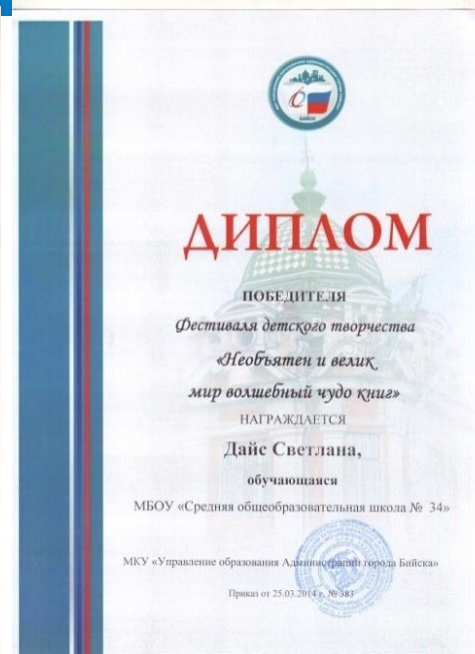 ДИПЛОМ
ПОБЕДИТЕЛЯ
Фестиваля детского творчества
«Необъятен и велик
мир волшебный чудо книг»
НАГРАЖДАЕТСЯ
Дайс Светлана,
обучающаяся
МБОУ «Средняя общеобразовательная школа № 34»
МКУ «Управление образования Администрации города Бийска»
Приказ от 25.03.2014 г. № 383